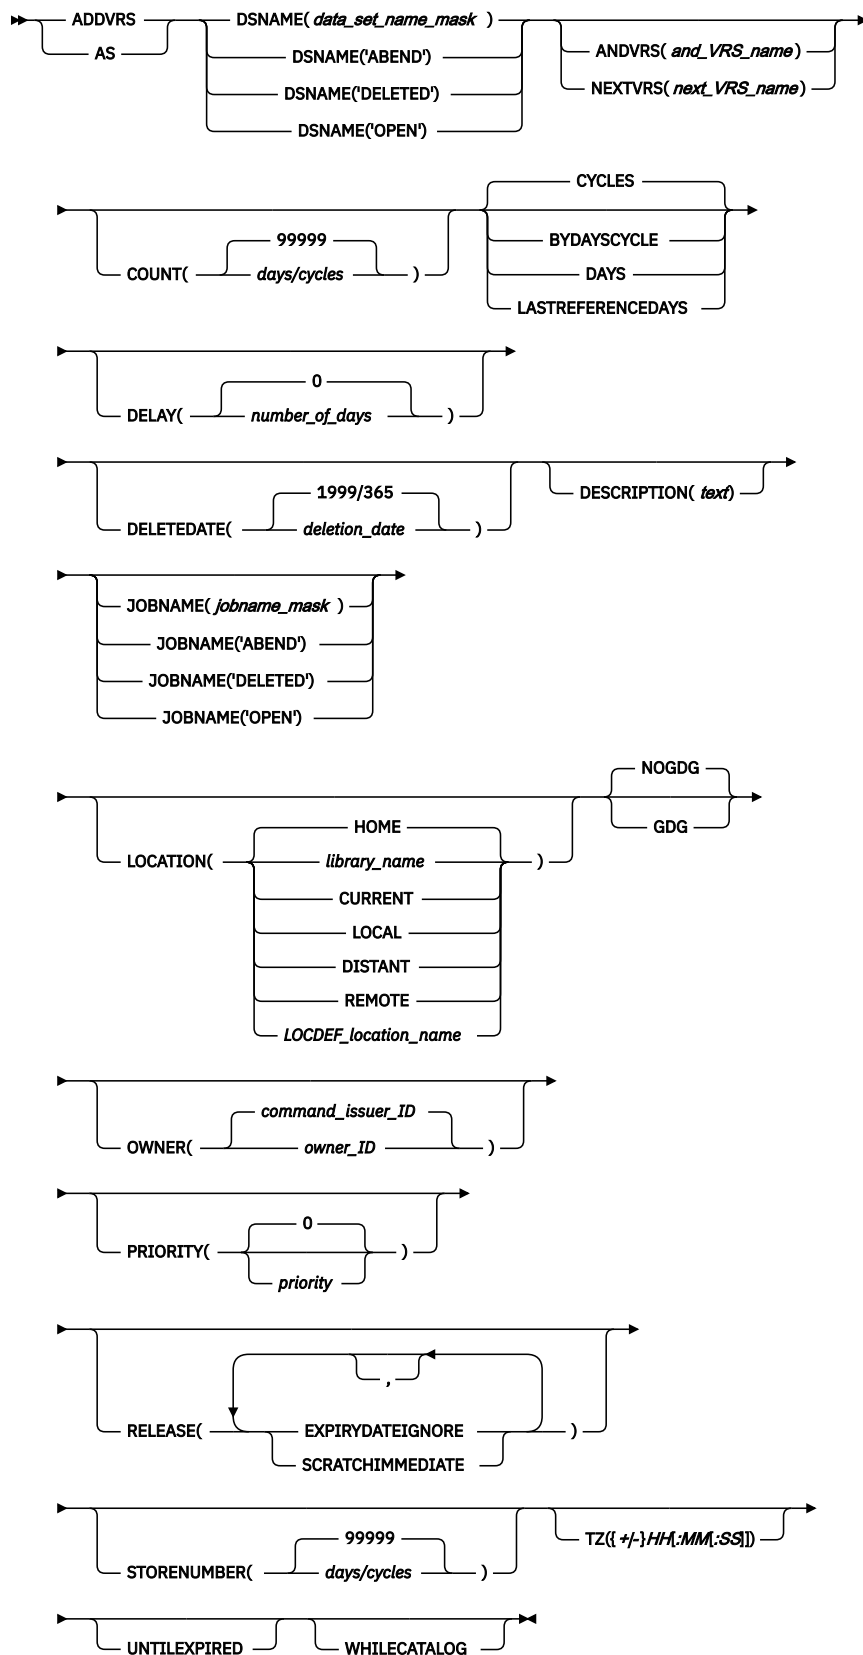 ADDVRS DSNAME( data_set_name_mask )
AS DSNAME('ABEND') ANDVRS( and_VRS_name )
DSNAME('DELETED') NEXTVRS( next_VRS_name )
DSNAME('OPEN')
CYCLES
99999 BYDAYSCYCLE
COUNT( days/cycles ) DAYS
LASTREFERENCEDAYS
0
DELAY( number_of_days )
1999/365 DESCRIPTION( text)
DELETEDATE( deletion_date )
JOBNAME( jobname_mask )
JOBNAME('ABEND')
JOBNAME('DELETED')
JOBNAME('OPEN')
NOGDG
HOME GDG
LOCATION( library_name )
CURRENT
LOCAL
DISTANT
REMOTE
LOCDEF_location_name
command_issuer_ID
OWNER( owner_ID )
0
PRIORITY( )
priority
,
RELEASE( EXPIRYDATEIGNORE )
SCRATCHIMMEDIATE
99999 TZ({ +/-}HH[:MM[:SS]])
STORENUMBER( days/cycles )
UNTILEXPIRED WHILECATALOG